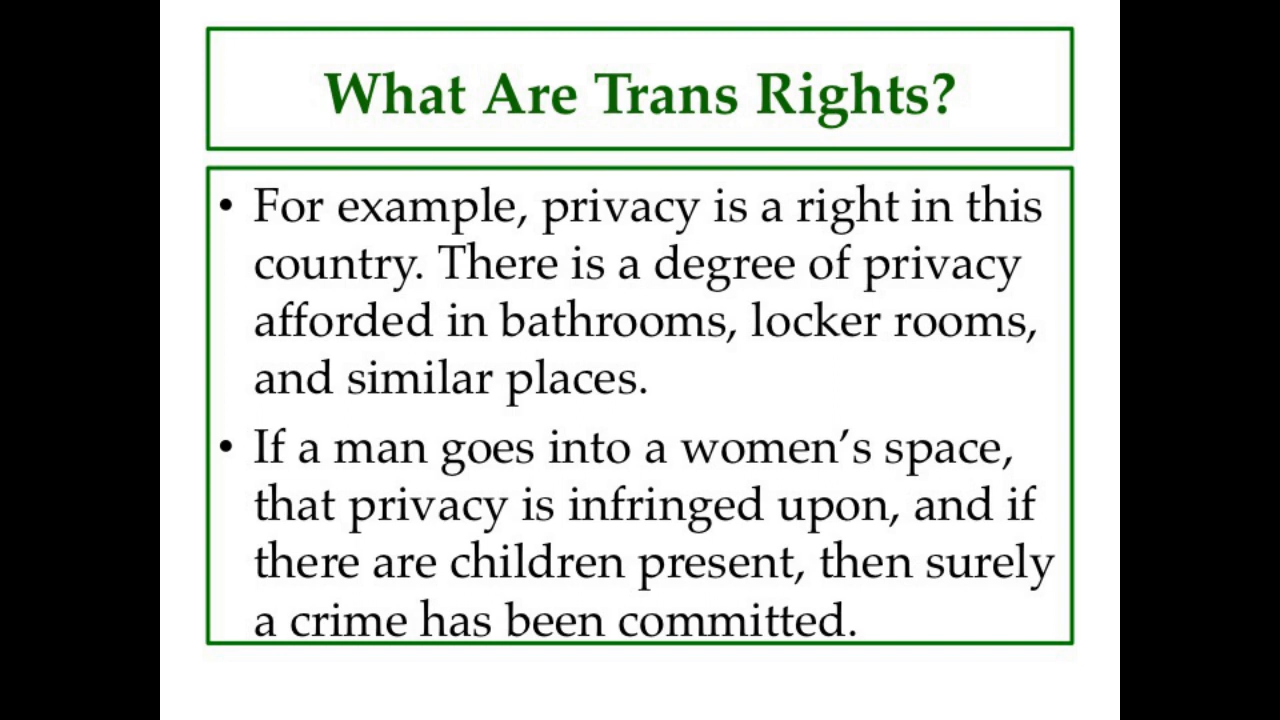 What Are Trans Rights?
• For example, privacy is a right in this
country. There is a degree of privacy
afforded in bathrooms, locker rooms,
and similar places.
• If a man goes into a women’s space,
that privacy is infringed upon, and if
there are children present, then surely
a crime has been committed.